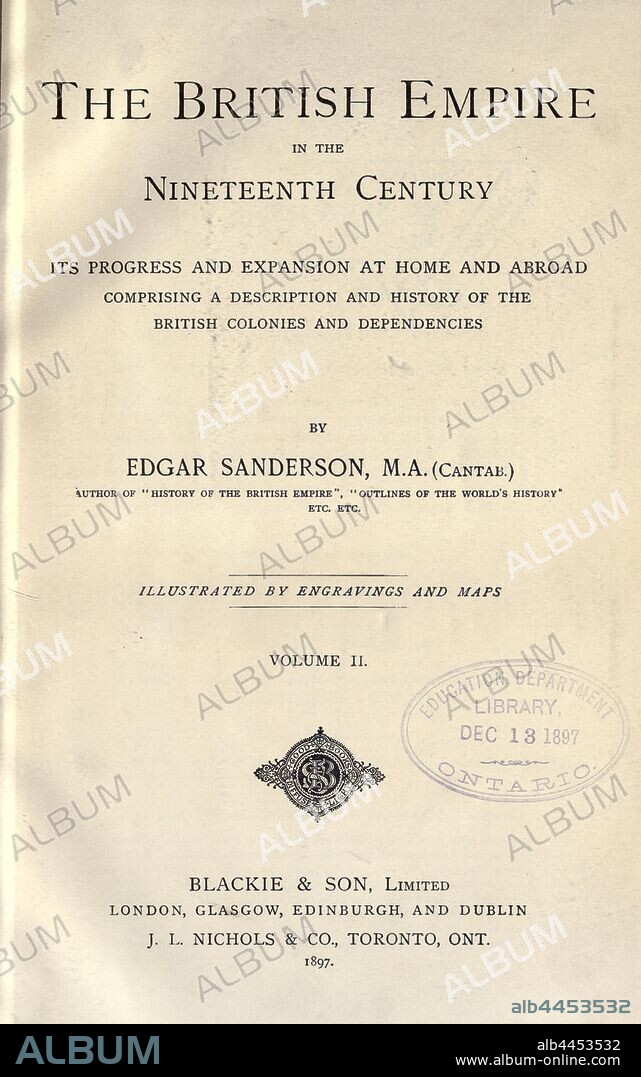 THE BRITISH EMPIRE
IN THE
NINETEENTH CENTURY
ITS PROGRESS AND EXPANSION AT HOME AND ABROAD
COMPRISING A DESCRIPTION AND HISTORY OF THE
BRITISH COLONIES AND DEPENDENCIES
BY
EDGAR SANDERSON, M.A. (CANTAB.)
AUTHOR OF "HISTORY OF THE BRITISH EMPIRE", "OUTLINES OF THE WORLD'S HISTORY"
ETC. ETC.
ILLUSTRATED BY ENGRAVINGS AND MAPS
VOLUME II.
EDUCATION DEPARTMENT
LIBRARY,
DEC 13 1897
ONTARIO.
BLACKIE & SON, LIMITED
LONDON, GLASGOW, EDINBURGH, AND DUBLIN
J. L. NICHOLS & CO., TORONTO, ONT.
1897.
alb4453532
ALBUM
alb4453532
www.album-online.com